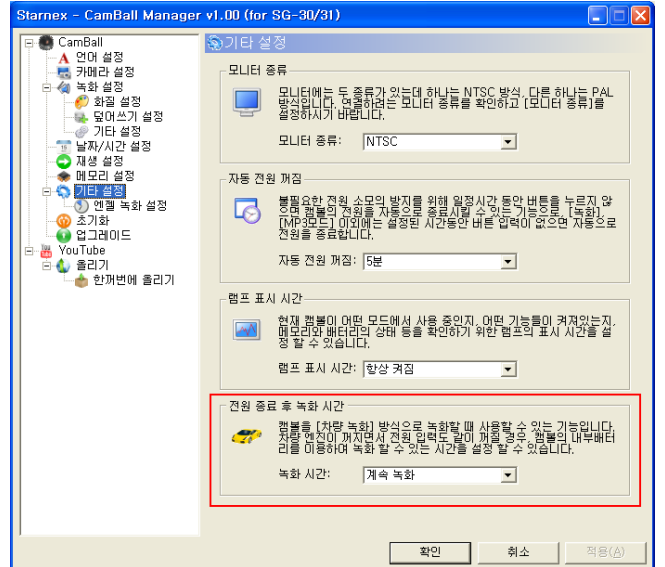 Starnex - CamBall Manager v1.00 (for SG-30/31)
CamBall
언어 설정
카메라 설정
녹화 설정
화질 설정
덮어쓰기 설정
기타 설정
날짜/시간 설정
재생 설정
메모리 설정
기타 설정
엔젤 녹화 설정
초기화
업그레이드
YouTube
올리기
한꺼번에 올리기
기타 설정
모니터 종류
모니터에는 두 종류가 있는데 하나는 NTSC 방식, 다른 하나는 PAL
방식입니다. 연결하려는 모니터 종류를 확인하고 [모니터 종류]를
설정하시기 바랍니다.
모니터 종류: NTSC
자동 전원 꺼짐
불필요한 전원 소모의 방지를 위해 일정시간 동안 버튼을 누르지 않
으면 캠볼의 전원을 자동으로 종료시킬 수 있는 기능으로, [녹화],
[MP3모드] 이외에는 설정된 시간동안 버튼 입력이 없으면 자동으로
전원을 종료합니다.
자동 전원 꺼짐: 5분
램프 표시 시간
현재 캠볼이 어떤 모드에서 사용 중인지, 어떤 기능들이 켜져있는지,
메모리와 배터리의 상태 등을 확인하기 위한 램프의 표시 시간을 설
정 할 수 있습니다.
램프 표시 시간: 항상 켜짐
전원 종료 후 녹화 시간
캠볼을 [차량 녹화] 방식으로 녹화할 때 사용할 수 있는 기능입니다.
차량 엔진이 꺼지면서 전원 입력도 같이 꺼질 경우, 캠볼의 내부배터
리를 이용하여 녹화 할 수 있는 시간을 설정 할 수 있습니다.
녹화 시간: 계속 녹화
확인 취소 적용(A)